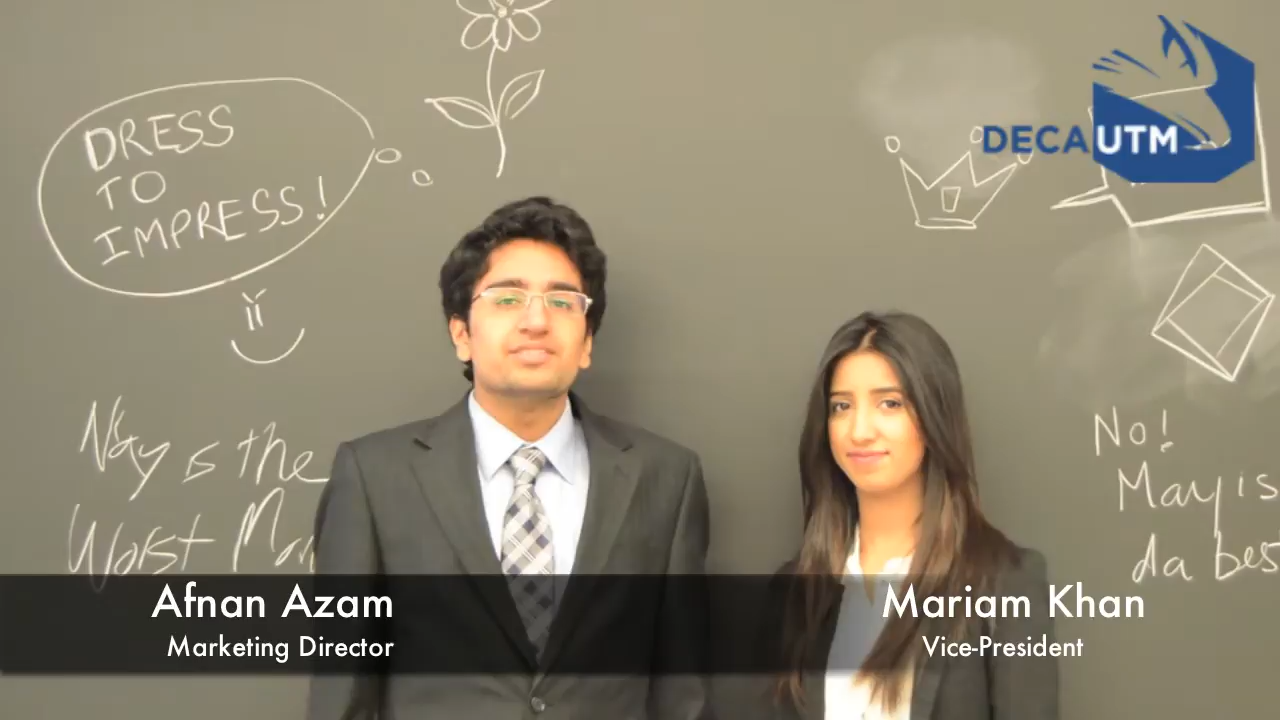 DECA UTM
DRESS
TO
IMPRESS!
is the
Worst
No!
May is
da bes
Afnan Azam
Marketing Director
Mariam Khan
Vice-President